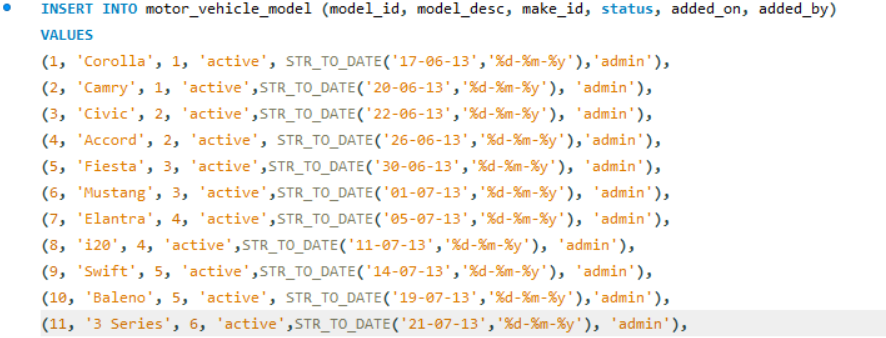 INSERT INTO motor_vehicle_model (model_id, model_desc, make_id, status, added_on, added_by)
VALUES
(1, 'Corolla', 1, 'active', STR_TO_DATE('17-06-13','%d-%m-%y'),'admin'),
(2, 'Camry', 1, 'active',STR_TO_DATE('20-06-13','%d-%m-%y'), 'admin'),
(3, 'Civic', 2, 'active',STR_TO_DATE('22-06-13','%d-%m-%y'), 'admin'),
(4, 'Accord', 2, 'active', STR_TO_DATE('26-06-13','%d-%m-%y'),'admin'),
(5, 'Fiesta', 3, 'active',STR_TO_DATE('30-06-13','%d-%m-%y'), 'admin'),
(6, 'Mustang', 3, 'active',STR_TO_DATE('01-07-13','%d-%m-%y'), 'admin'),
(7, 'Elantra', 4, 'active',STR_TO_DATE('05-07-13','%d-%m-%y'), 'admin'),
(8, 'i20', 4, 'active',STR_TO_DATE('11-07-13','%d-%m-%y'), 'admin'),
(9, 'Swift', 5, 'active',STR_TO_DATE('14-07-13','%d-%m-%y'), 'admin'),
(10, 'Baleno', 5, 'active', STR_TO_DATE('19-07-13','%d-%m-%y'),'admin'),
(11, '3 Series', 6, 'active',STR_TO_DATE('21-07-13','%d-%m-%y'), 'admin'),